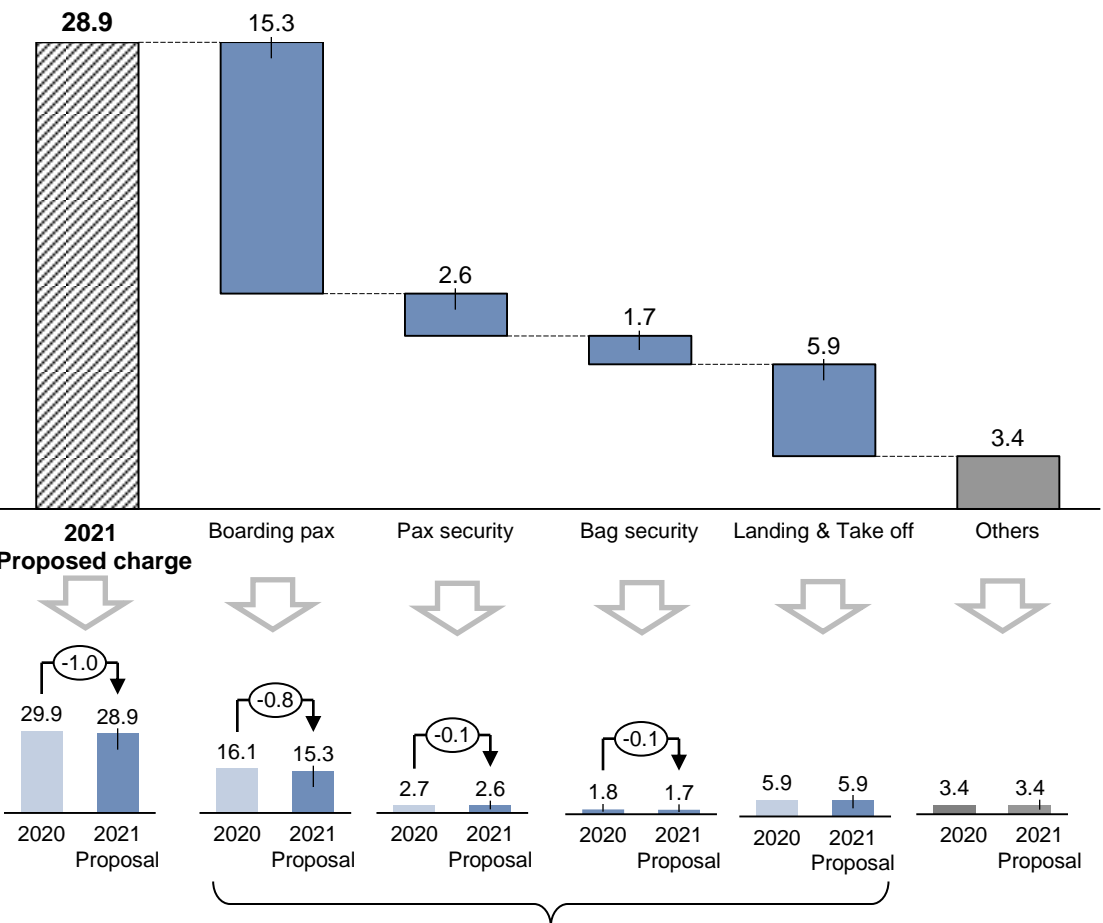 28.9
15.3
2.6
1.7
5.9
3.4
2021
Proposed charge
Boarding pax
Pax security
Bag security
Landing & Take off
Others
-1.0
29.9
28.9
2020
2021
Proposal
-0.8
16.1
15.3
2020
2021
Proposal
-0.1
2.7
2.6
2020
2021
Proposal
-0.1
1.8
1.7
2020
2021
Proposal
5.9
5.9
2020
2021
Proposal
3.4
3.4
2020
2021
Proposal